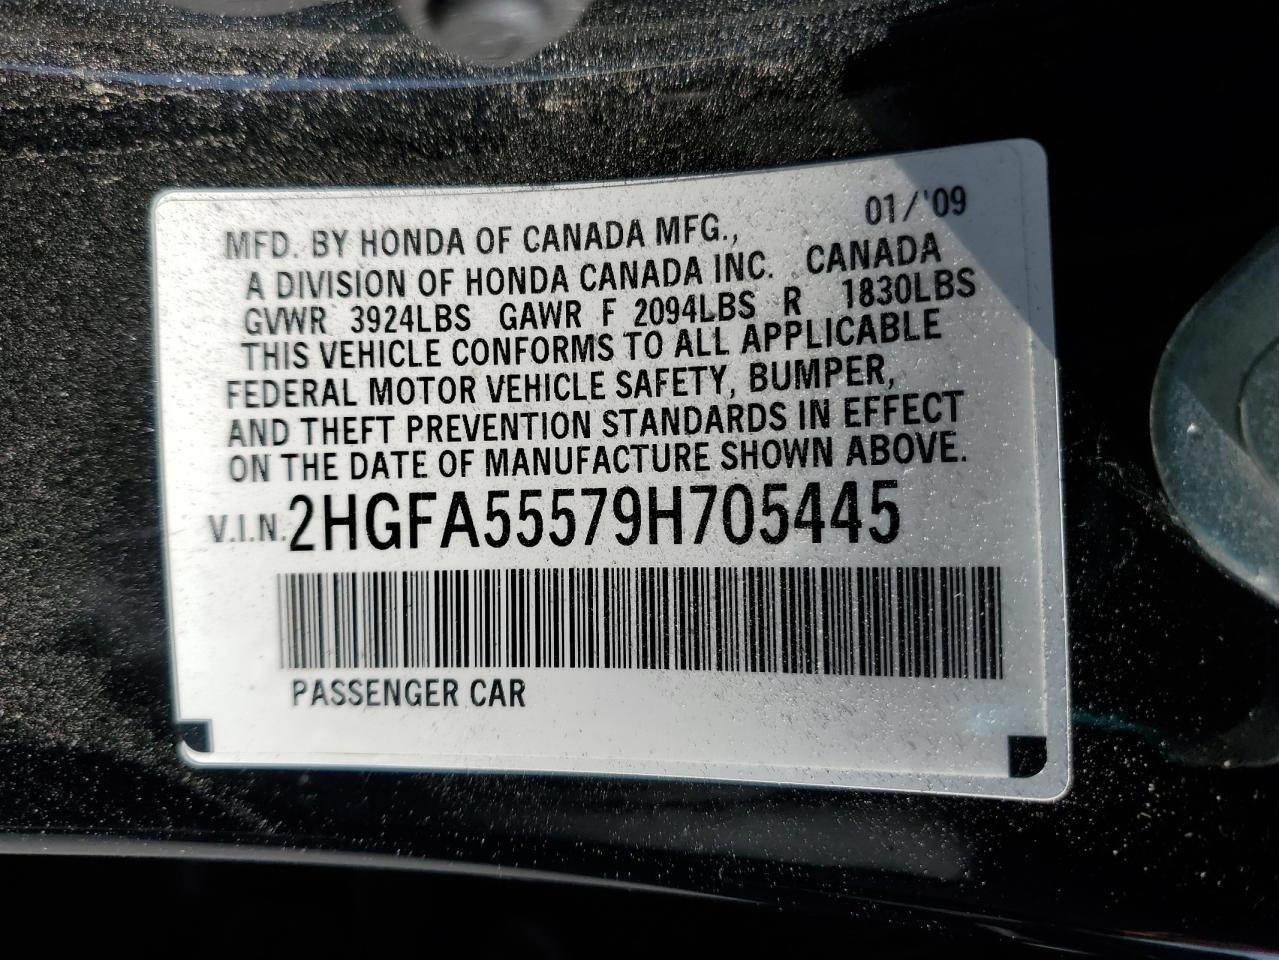 01/'09
MFD. BY HONDA OF CANADA MFG.,
A DIVISION OF HONDA CANADA INC. CANADA
GVWR 3924LBS GAWR F 2094LBS R 1830LBS
THIS VEHICLE CONFORMS TO ALL APPLICABLE
FEDERAL MOTOR VEHICLE SAFETY, BUMPER,
AND THEFT PREVENTION STANDARDS IN EFFECT
ON THE DATE OF MANUFACTURE SHOWN ABOVE.
V.I.N. 2HGFA55579H705445
PASSENGER CAR